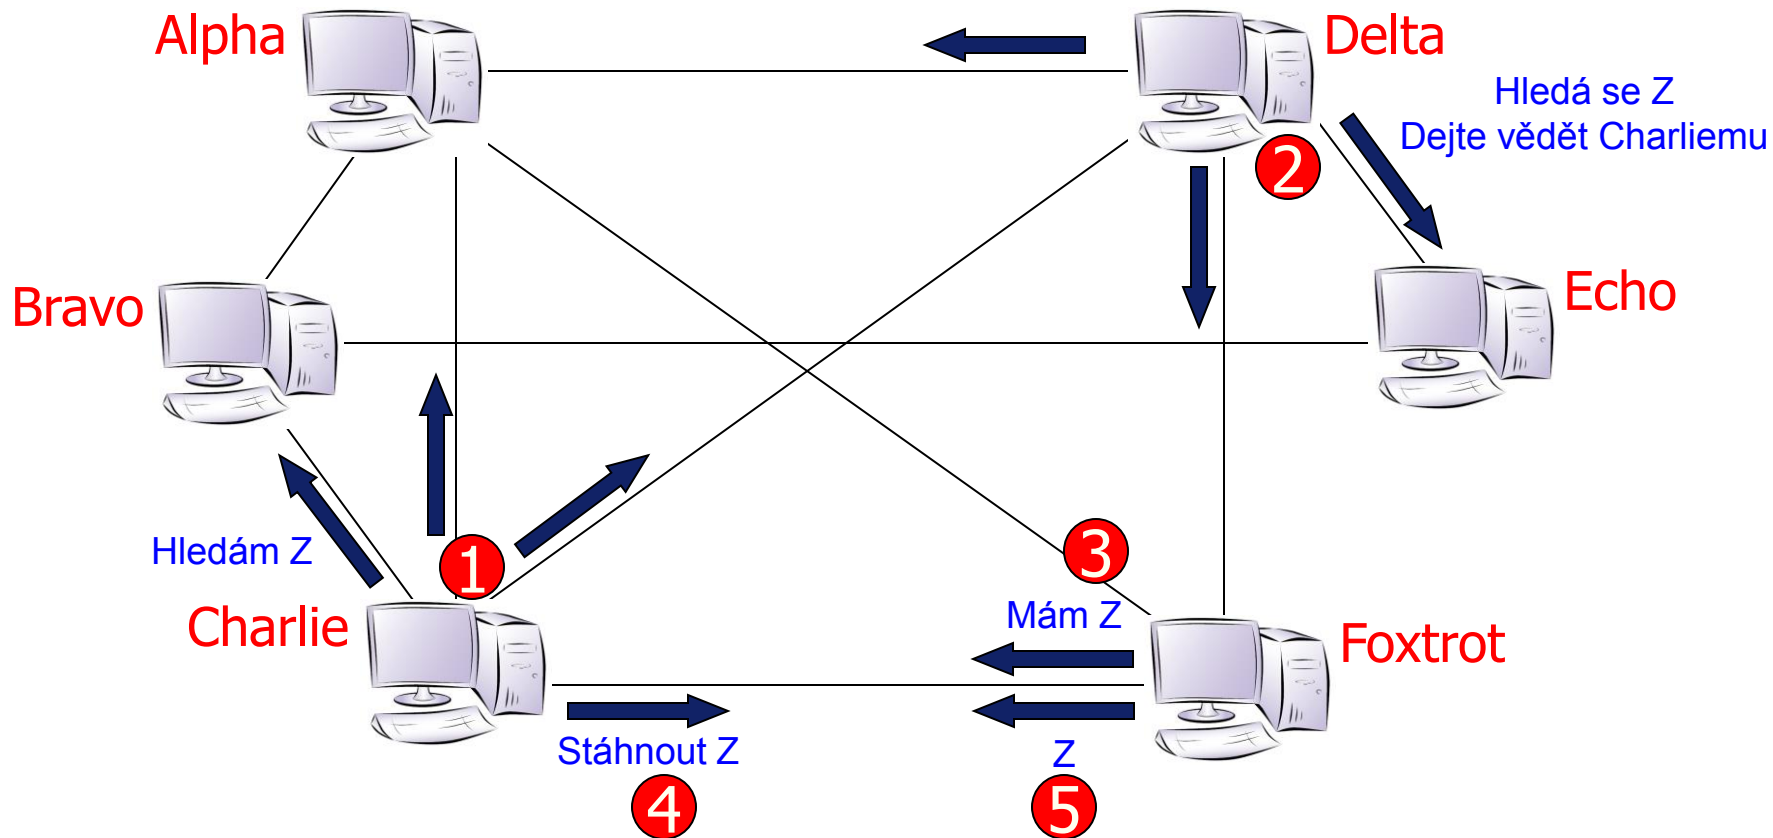 Alpha
Delta
Hledá se Z
Dejte vědět Charliemu
2
Bravo
Echo
Hledám Z
1
3
Charlie
Mám Z
Foxtrot
Stáhnout Z
Z
4
5